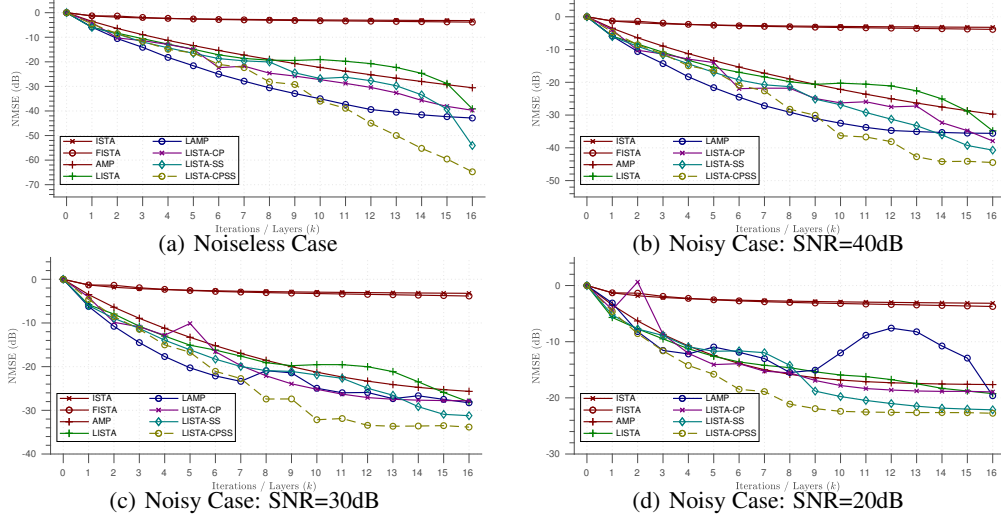 0
-10
-20
-30
-40
-50
-60
-70
NMSE (dB)
ISTA
FISTA
AMP
LISTA
LAMP
LISTA-CP
LISTA-SS
LISTA-CPSS
0 1 2 3 4 5 6 7 8 9 10 11 12 13 14 15 16
Iterations / Layers (k)
(a) Noiseless Case
0
-10
-20
-30
-40
-50
NMSE (dB)
ISTA
FISTA
AMP
LISTA
LAMP
LISTA-CP
LISTA-SS
LISTA-CPSS
0 1 2 3 4 5 6 7 8 9 10 11 12 13 14 15 16
Iterations / Layers (k)
(b) Noisy Case: SNR=40dB
0
-10
-20
-30
-40
NMSE (dB)
ISTA
FISTA
AMP
LISTA
LAMP
LISTA-CP
LISTA-SS
LISTA-CPSS
0 1 2 3 4 5 6 7 8 9 10 11 12 13 14 15 16
Iterations / Layers (k)
(c) Noisy Case: SNR=30dB
0
-10
-20
-30
NMSE (dB)
ISTA
FISTA
AMP
LISTA
LAMP
LISTA-CP
LISTA-SS
LISTA-CPSS
0 1 2 3 4 5 6 7 8 9 10 11 12 13 14 15 16
Iterations / Layers (k)
(d) Noisy Case: SNR=20dB